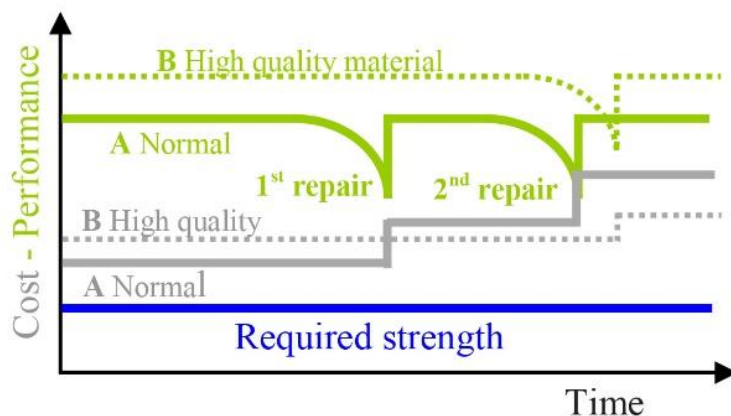 B High quality material
A Normal
1st repair
2nd repair
B High quality
A Normal
Required strength
Cost - Performance
Time